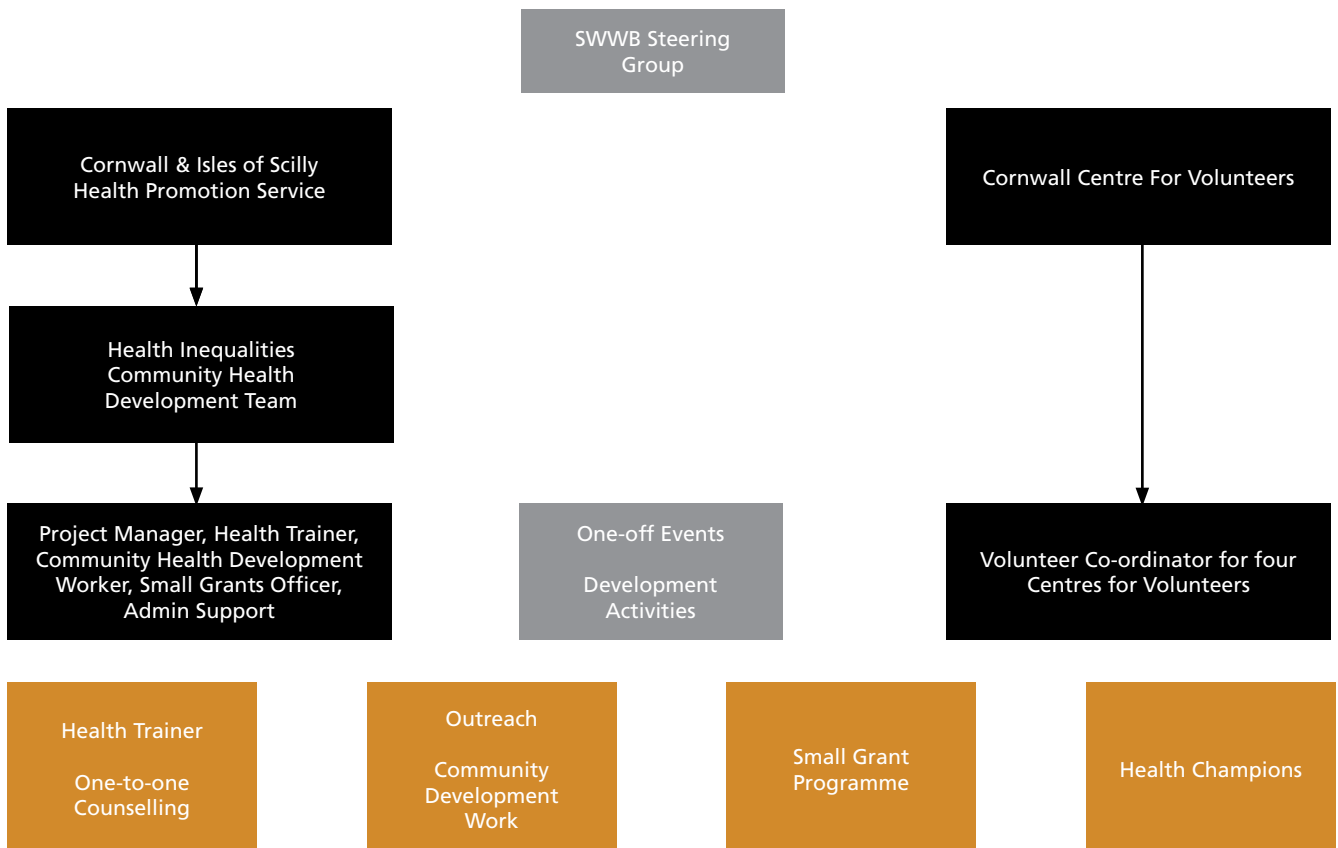 SWWB Steering
Group
Cornwall & Isles of Scilly
Health Promotion Service
Cornwall Centre For Volunteers
Health Inequalities
Community Health
Development Team
Project Manager, Health Trainer,
Community Health Development
Worker, Small Grants Officer,
Admin Support
One-off Events
Development
Activities
Volunteer Co-ordinator for four
Centres for Volunteers
Health Trainer
One-to-one
Counselling
Outreach
Community
Development
Work
Small Grant
Programme
Health Champions